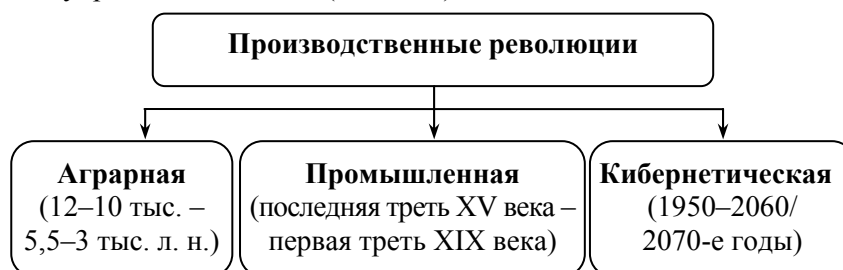 Производственные революции
Аграрная
(12–10 тыс. –
5,5–3 тыс. л. н.)
Промышленная
(последняя треть XV века –
первая треть XIX века)
Кибернетическая
(1950–2060/
2070-е годы)